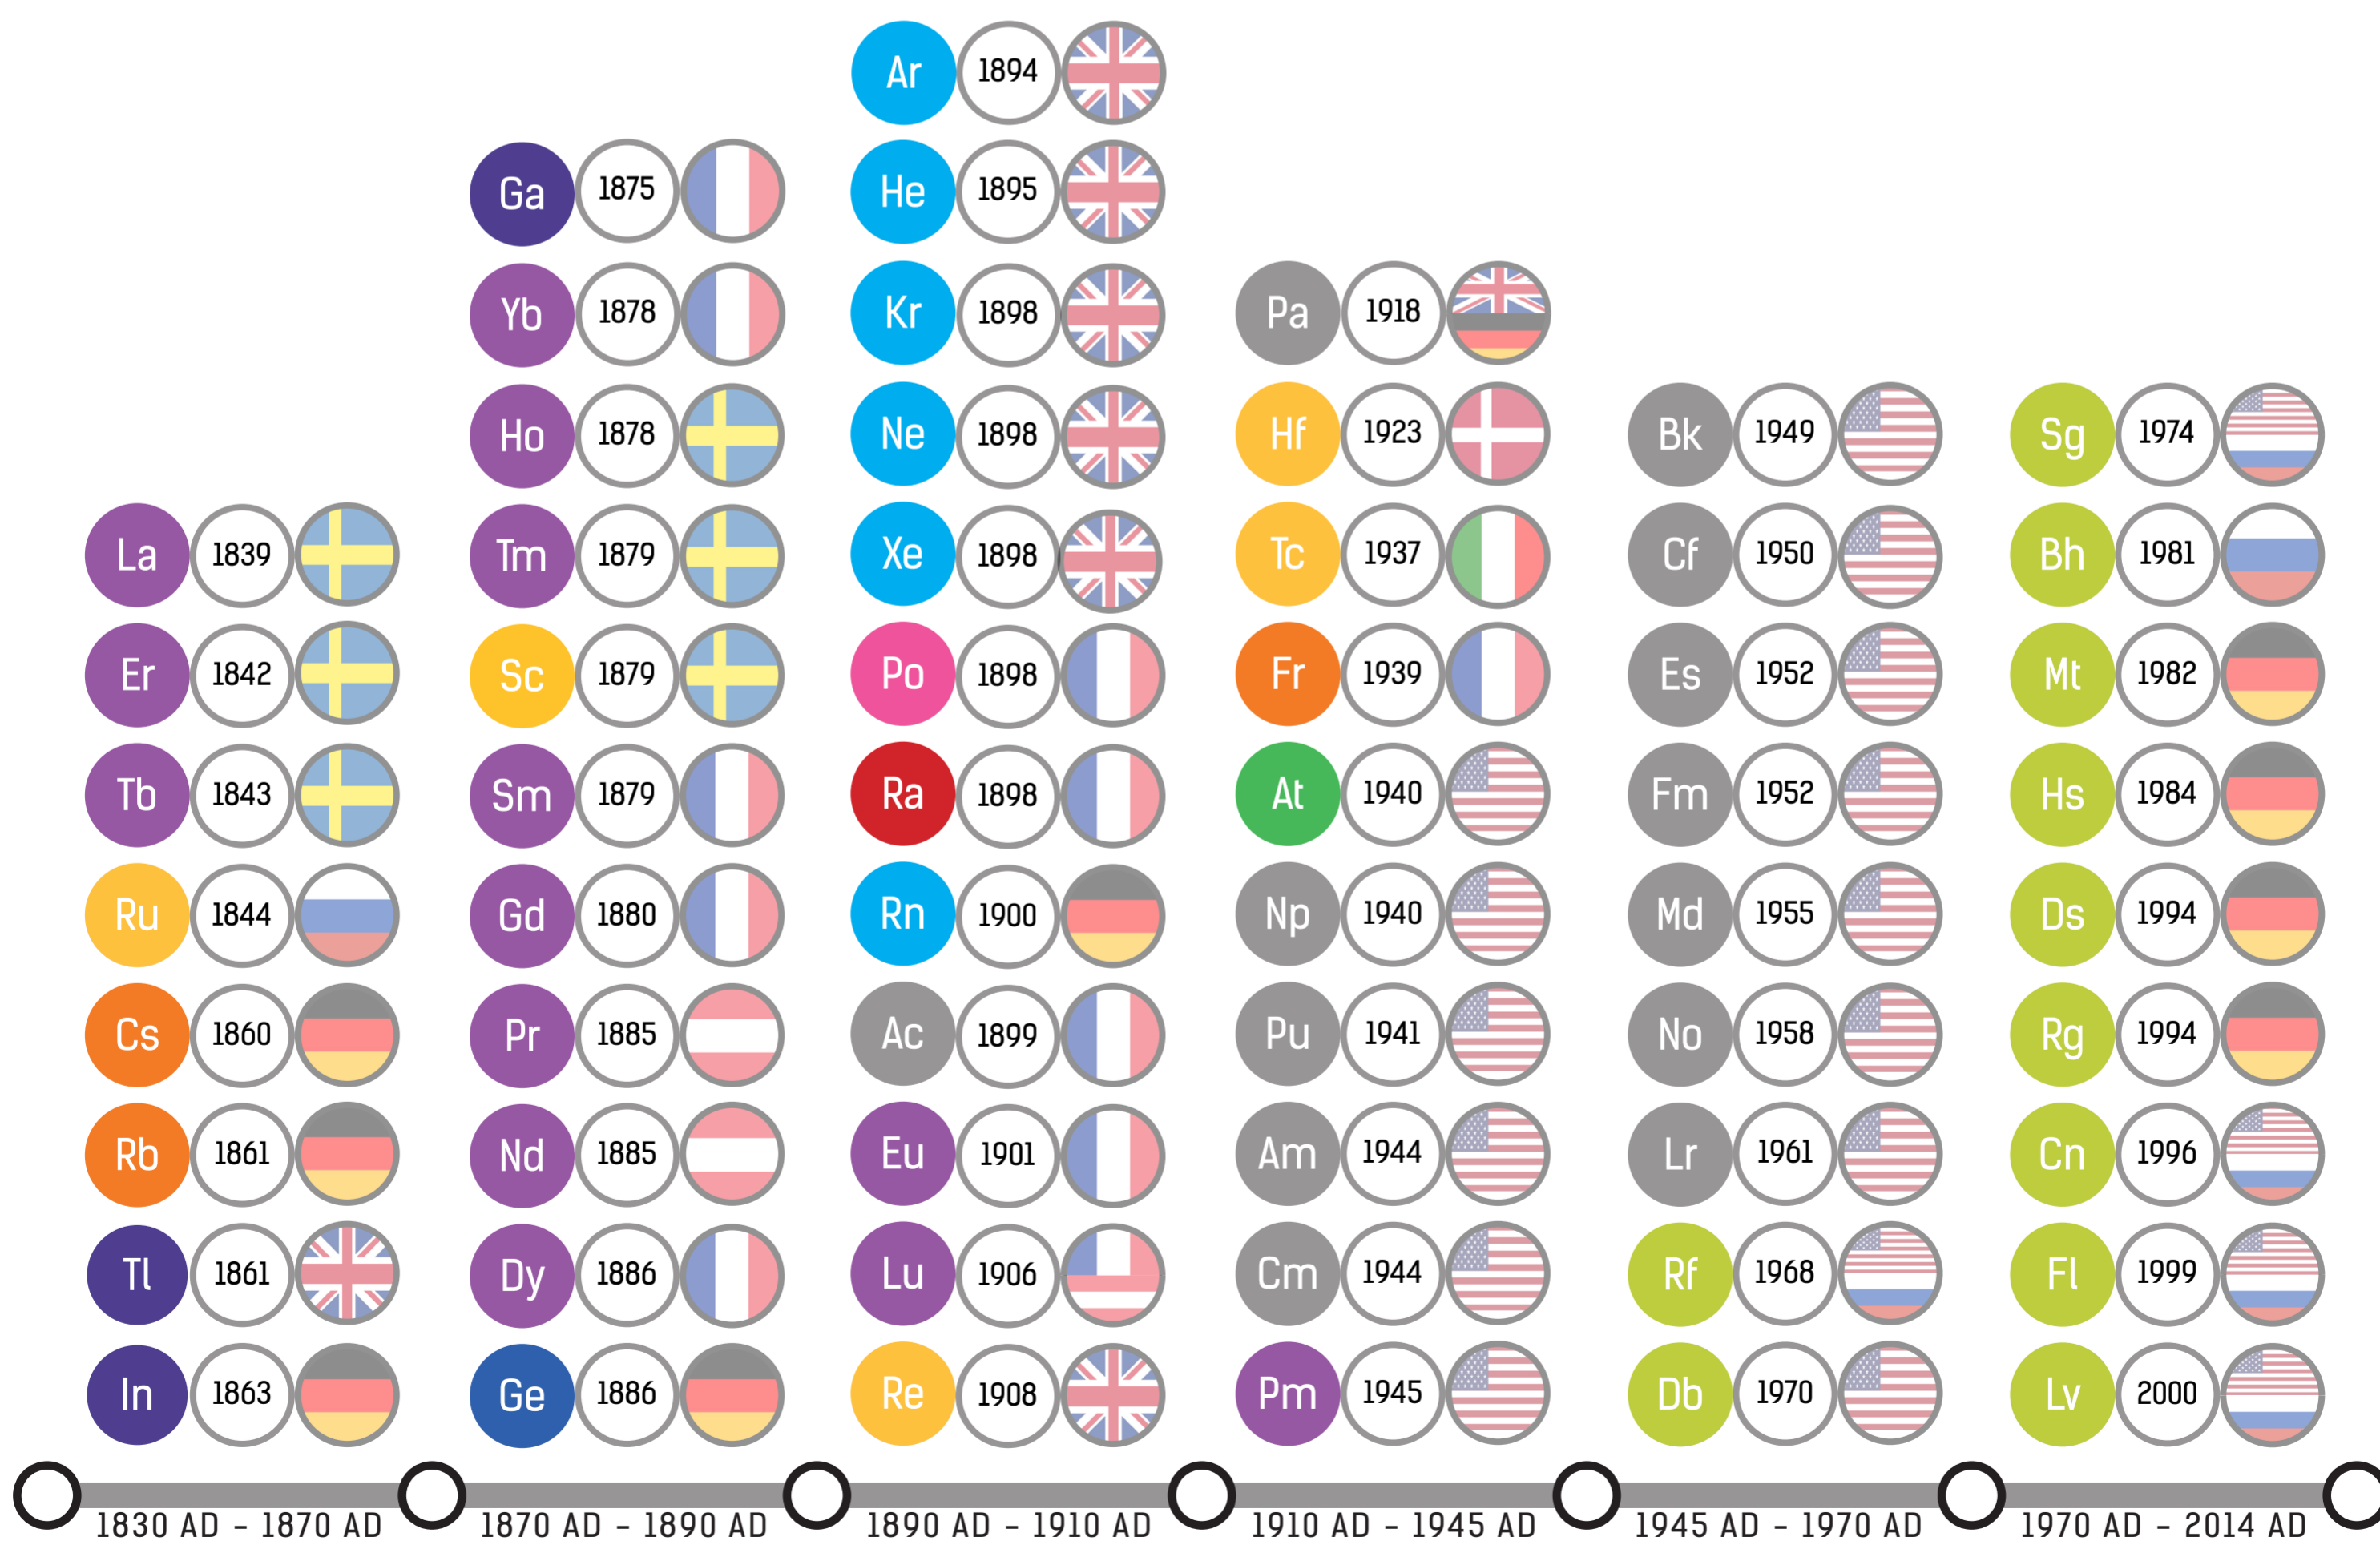 Ar 1894
Ga 1875
He 1895
Yb 1878
Kr 1898
Pa 1918
Ho 1878
Ne 1898
Hf 1923
Bk 1949
Sg 1974
La 1839
Tm 1879
Xe 1898
Tc 1937
Cf 1950
Bh 1981
Er 1842
Sc 1879
Po 1898
Fr 1939
Es 1952
Mt 1982
Tb 1843
Sm 1879
Ra 1898
At 1940
Fm 1952
Hs 1984
Ru 1844
Gd 1880
Rn 1900
Np 1940
Md 1955
Ds 1994
Cs 1860
Pr 1885
Ac 1899
Pu 1941
No 1958
Rg 1994
Rb 1861
Nd 1885
Eu 1901
Am 1944
Lr 1961
Cn 1996
Tl 1861
Dy 1886
Lu 1906
Cm 1944
Rf 1968
Fl 1999
In 1863
Ge 1886
Re 1908
Pm 1945
Db 1970
Lv 2000
1830 AD - 1870 AD
1870 AD - 1890 AD
1890 AD - 1910 AD
1910 AD - 1945 AD
1945 AD - 1970 AD
1970 AD - 2014 AD